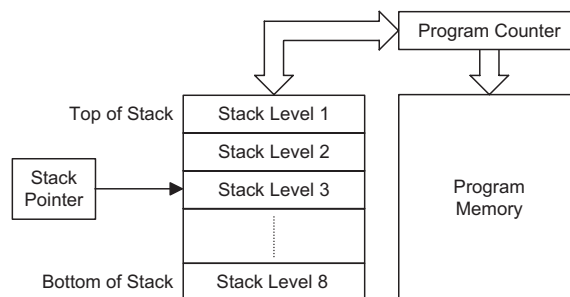 Program Counter
Top of Stack
Stack Level 1
Stack Level 2
Stack
Pointer
Stack Level 3
Program
Memory
Bottom of Stack
Stack Level 8